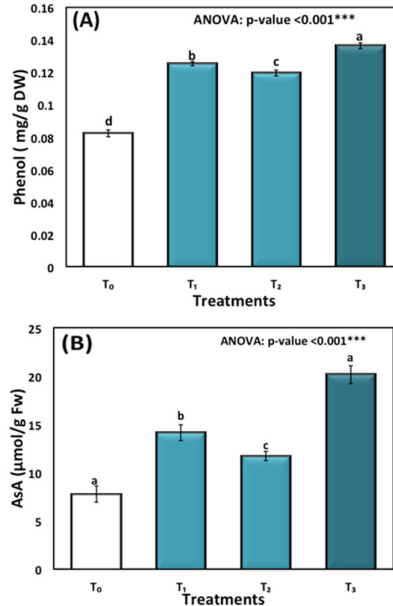 (A)
ANOVA: p-value <0.001***
Phenol ( mg/g DW)
0.16
0.14
0.12
0.1
0.08
0.06
0.04
0.02
0
d
b
c
a
T₀ T₁ T₂ T₃
Treatments
(B)
ANOVA: p-value <0.001***
AsA (µmol/g Fw)
25
20
15
10
5
0
a
b
c
a
T₀ T₁ T₂ T₃
Treatments